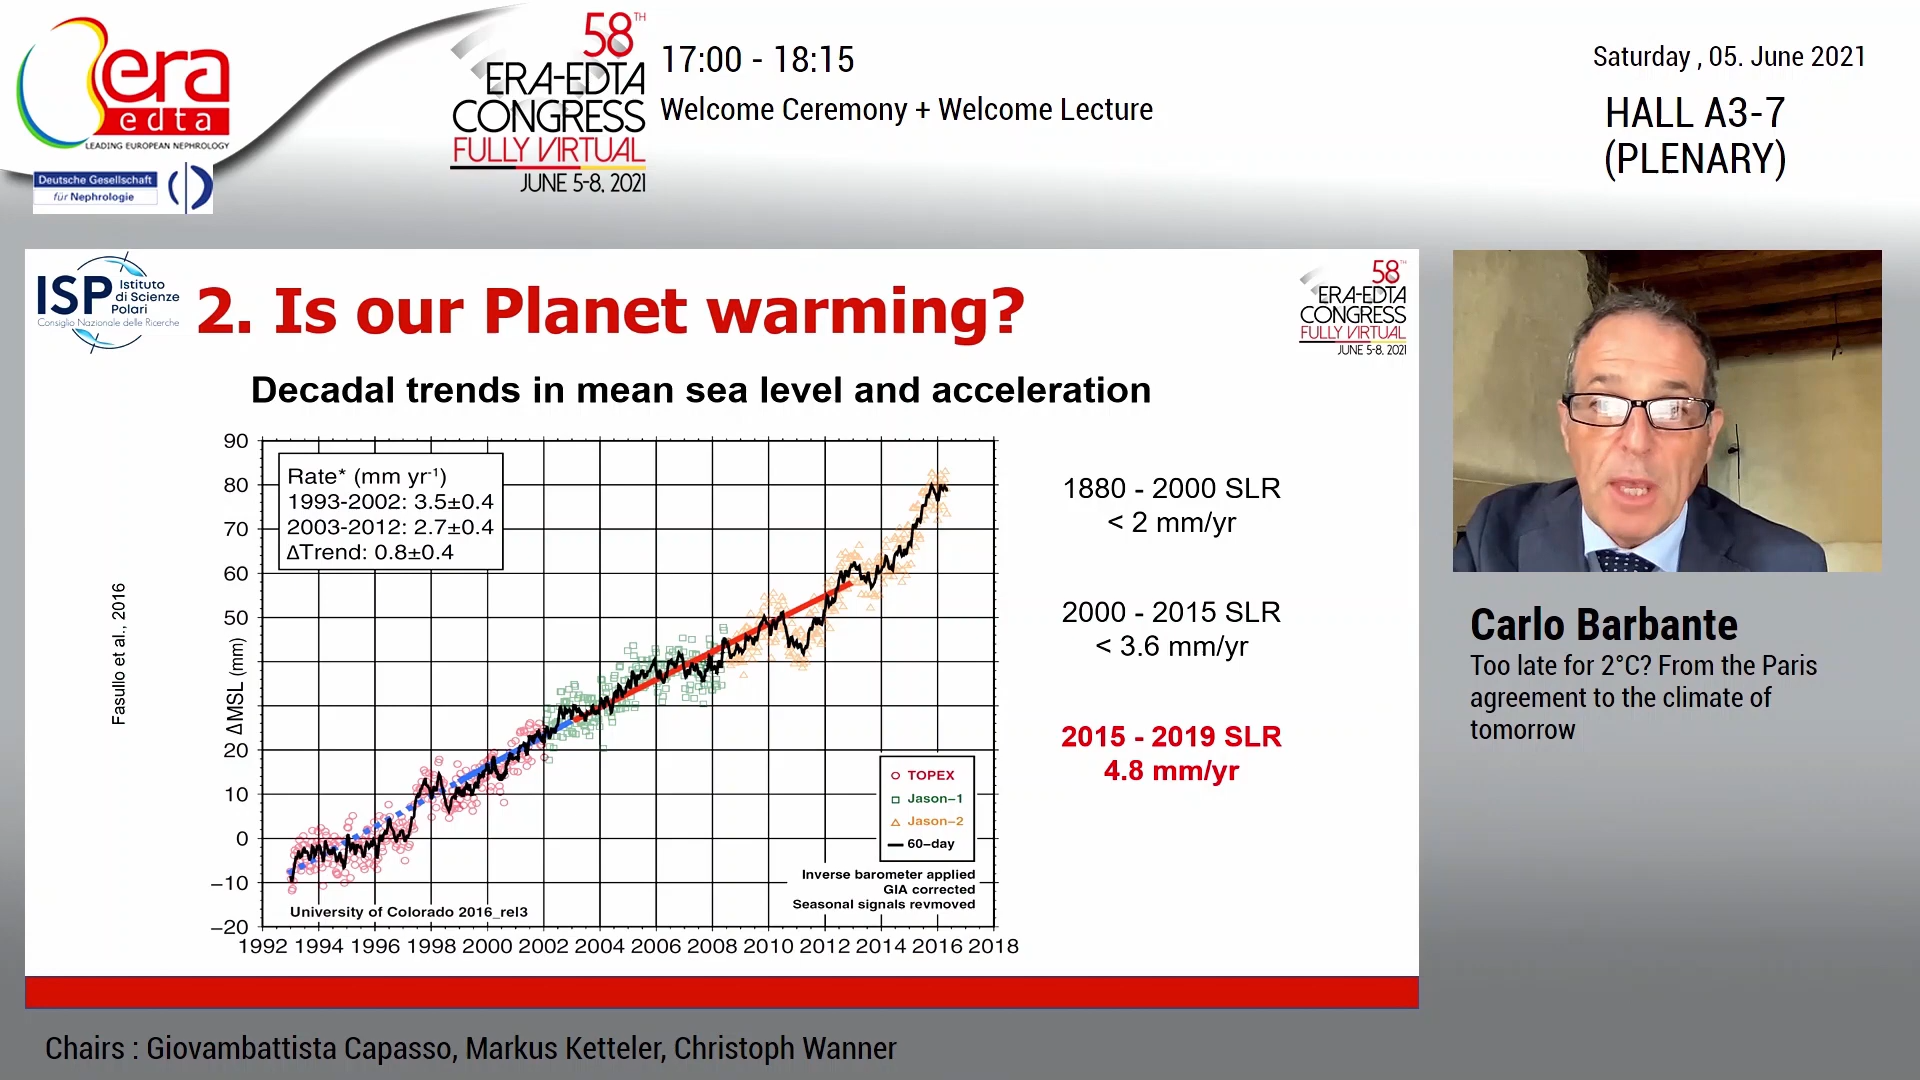 era
edta
LEADING EUROPEAN NEPHROLOGY
Deutsche Gesellschaft
für Nephrologie
58TH
ERA-EDTA
CONGRESS
FULLY VIRTUAL
JUNE 5-8, 2021
17:00 - 18:15
Welcome Ceremony + Welcome Lecture
Saturday , 05. June 2021
HALL A3-7
(PLENARY)
ISP Istituto
di Scienze
Polari
Consiglio Nazionale delle Ricerche
2. Is our Planet warming?
58TH
ERA-EDTA
CONGRESS
FULLY VIRTUAL
JUNE 5-8, 2021
Decadal trends in mean sea level and acceleration
Fasullo et al., 2016
ΔMSL (mm)
90
80
70
60
50
20
10
0
−10
−20
Rate* (mm yr-1)
1993-2002: 3.5±0.4
2003-2012: 2.7±0.4
ΔTrend: 0.8±0.4
TOPEX
Jason−1
Jason−2
60−day
Inverse barometer applied
GIA corrected
Seasonal signals revmoved
University of Colorado 2016_rel3
1992 1994 1996 1998 2000 2002 2004 2006 2008 2010 2012 2014 2016 2018
1880 - 2000 SLR
< 2 mm/yr
2000 - 2015 SLR
< 3.6 mm/yr
2015 - 2019 SLR
4.8 mm/yr
Carlo Barbante
Too late for 2°C? From the Paris
agreement to the climate of
tomorrow
Chairs : Giovambattista Capasso, Markus Ketteler, Christoph Wanner